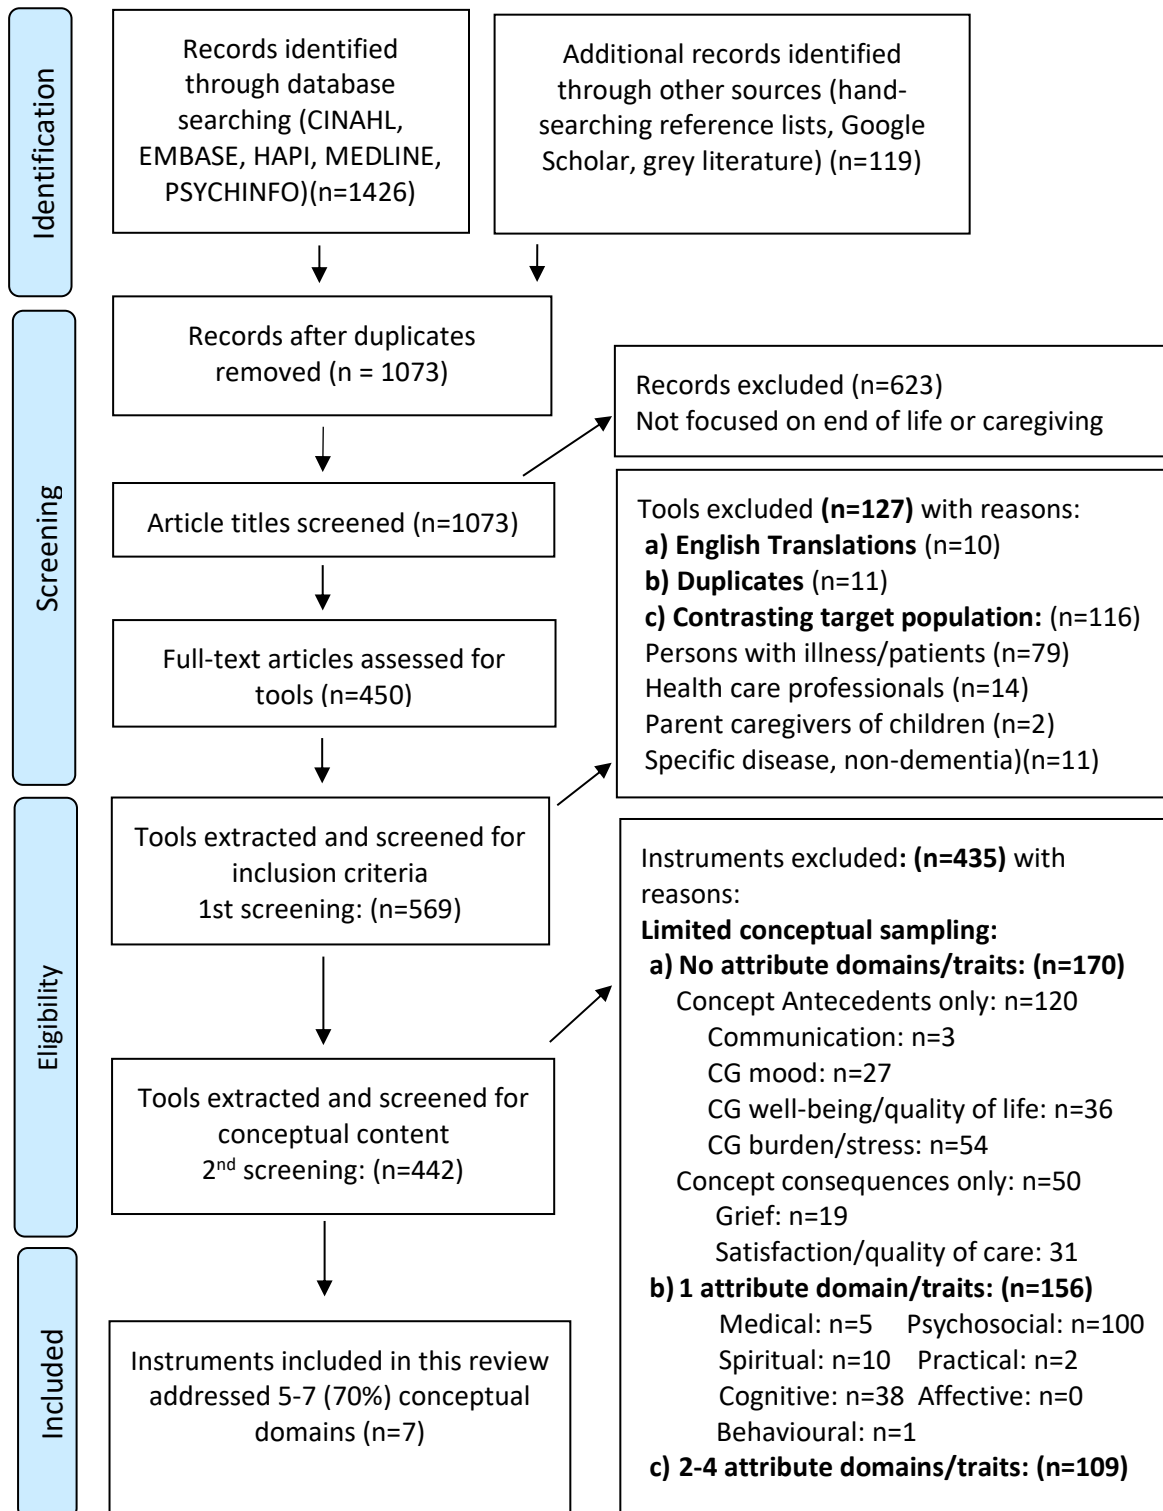 Identification
Records identified
through database
searching (CINAHL,
EMBASE, HAPI, MEDLINE,
PSYCHINFO)(n=1426)
Additional records identified
through other sources (hand-
searching reference lists, Google
Scholar, grey literature) (n=119)
Screening
Records after duplicates
removed (n = 1073)
Records excluded (n=623)
Not focused on end of life or caregiving
Article titles screened (n=1073)
Tools excluded (n=127) with reasons:
a) English Translations (n=10)
b) Duplicates (n=11)
c) Contrasting target population: (n=116)
Persons with illness/patients (n=79)
Health care professionals (n=14)
Parent caregivers of children (n=2)
Specific disease, non-dementia)(n=11)
Full-text articles assessed for
tools (n=450)
Eligibility
Tools extracted and screened for
inclusion criteria
1st screening: (n=569)
Instruments excluded: (n=435) with
reasons:
Limited conceptual sampling:
a) No attribute domains/traits: (n=170)
Concept Antecedents only: n=120
Communication: n=3
CG mood: n=27
CG well-being/quality of life: n=36
CG burden/stress: n=54
Concept consequences only: n=50
Grief: n=19
Satisfaction/quality of care: 31
b) 1 attribute domain/traits: (n=156)
Medical: n=5 Psychosocial: n=100
Spiritual: n=10 Practical: n=2
Cognitive: n=38 Affective: n=0
Behavioural: n=1
c) 2-4 attribute domains/traits: (n=109)
Tools extracted and screened for
conceptual content
2nd screening: (n=442)
Included
Instruments included in this review
addressed 5-7 (70%) conceptual
domains (n=7)